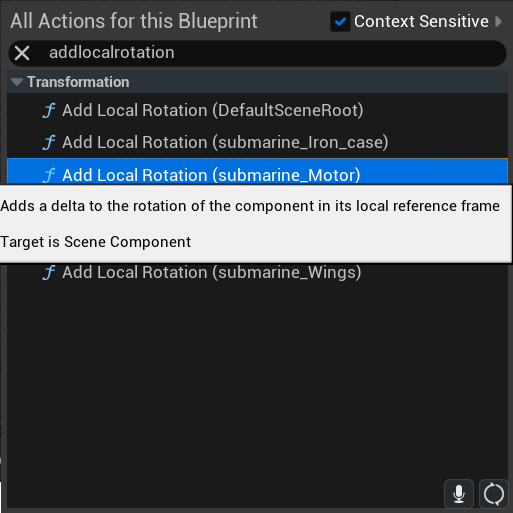 All Actions for this Blueprint Context Sensitive
addlocalrotation
Transformation
Add Local Rotation (DefaultSceneRoot)
Add Local Rotation (submarine_Iron_case)
Add Local Rotation (submarine_Motor)
Adds a delta to the rotation of the component in its local reference frame
Target is Scene Component
Add Local Rotation (submarine_Wings)